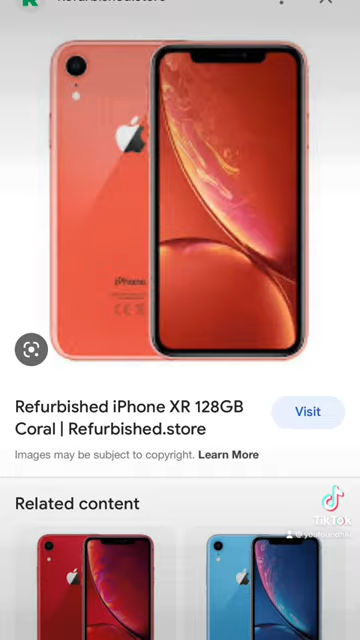 iPhone
Refurbished iPhone XR 128GB
Coral | Refurbished.store
Visit
Images may be subject to copyright. Learn More
Related content
TikTok